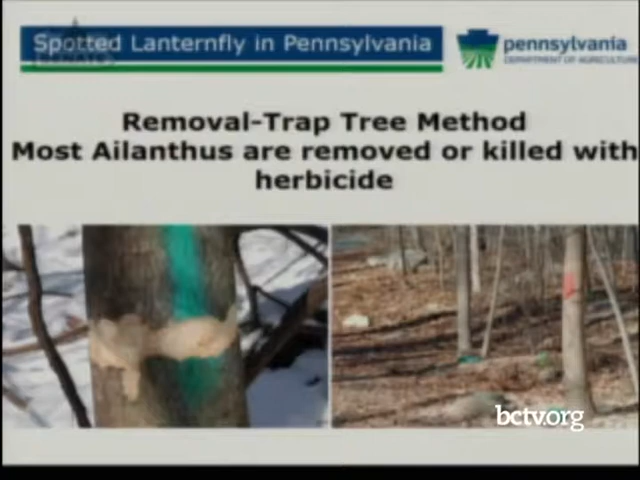 Spotted Lanternfly in Pennsylvania
SENATE
pennsylvania
DEPARTMENT OF AGRICULTURE
Removal-Trap Tree Method
Most Ailanthus are removed or killed with
herbicide
bctv.org